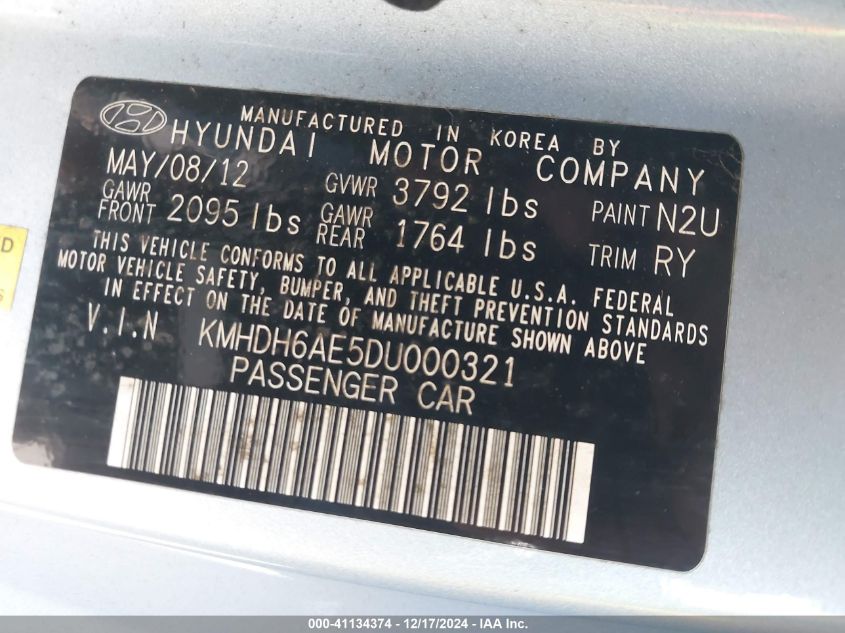 MANUFACTURED IN KOREA BY
HYUNDAI MOTOR COMPANY
MAY/08/12 GVWR 3792 lbs PAINT N2U
GAWR FRONT 2095 lbs GAWR REAR 1764 lbs TRIM RY
THIS VEHICLE CONFORMS TO ALL APPLICABLE U.S.A. FEDERAL
MOTOR VEHICLE SAFETY, BUMPER, AND THEFT PREVENTION STANDARDS
IN EFFECT ON THE DATE OF MANUFACTURE SHOWN ABOVE
V.I.N KMHDH6AE5DU000321
PASSENGER CAR
000-41134374 - 12/17/2024 - IAA Inc.